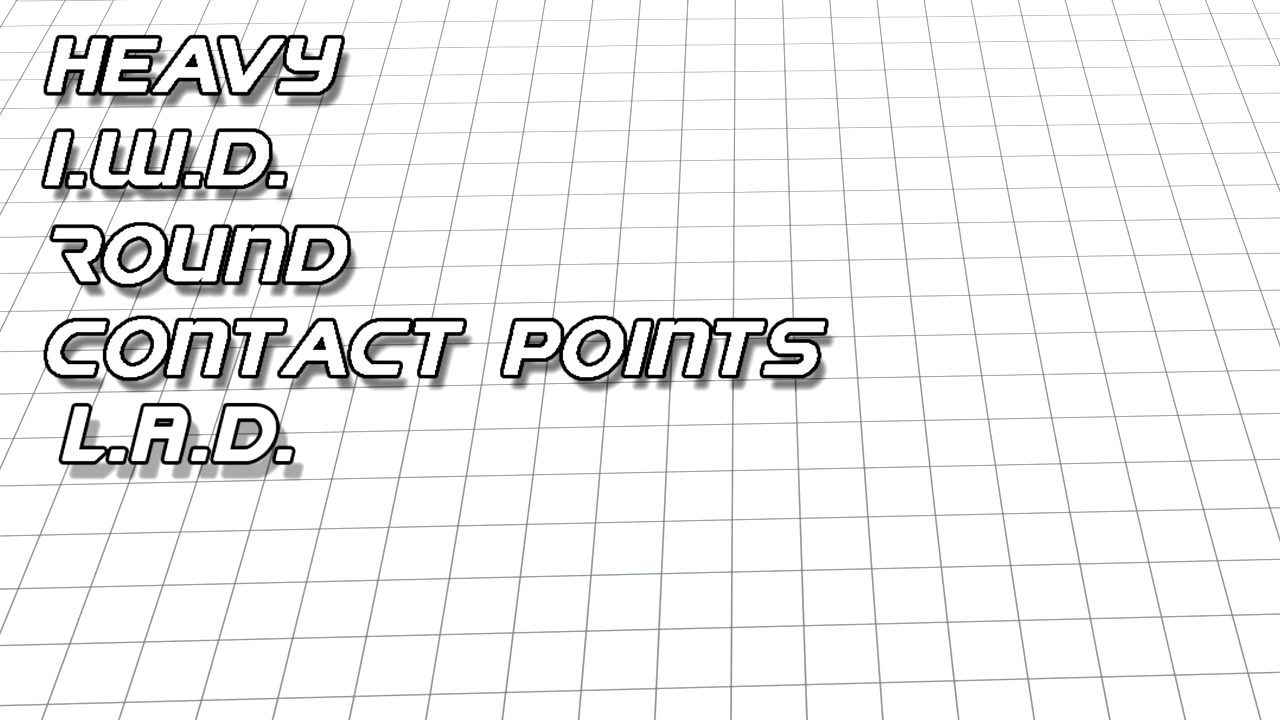 HEAVY
I.W.D.
ROUND
CONTACT POINTS
L.A.D.